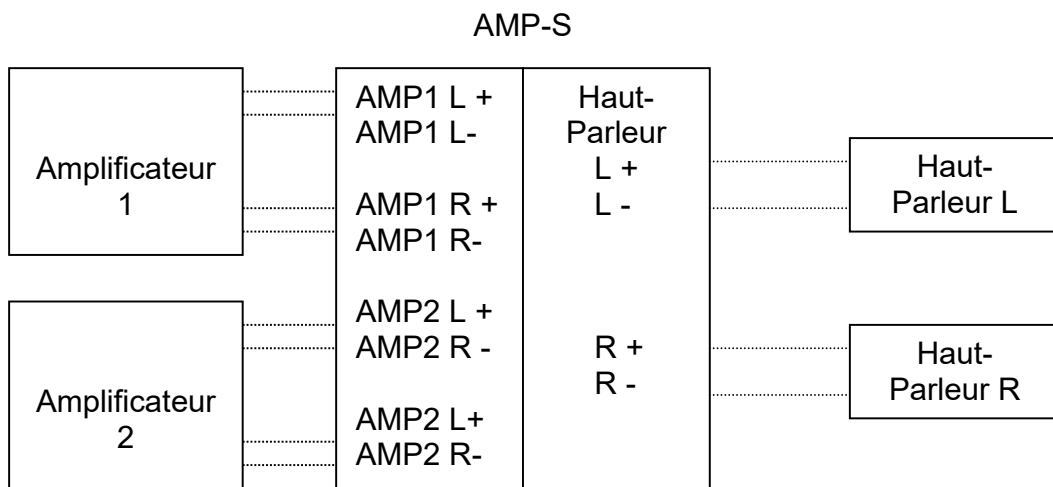 AMP-S
Amplificateur
1
AMP1 L +
AMP1 L-
AMP1 R +
AMP1 R-
Amplificateur
2
AMP2 L +
AMP2 R -
AMP2 L+
AMP2 R-
Haut-
Parleur
L +
L -
R +
R -
Haut-
Parleur L
Haut-
Parleur R